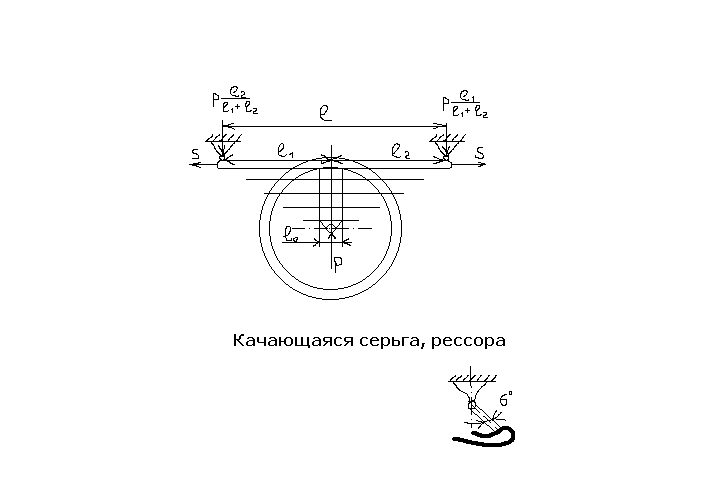 P ℓ2/(ℓ1+ℓ2) P ℓ1/(ℓ1+ℓ2)
ℓ
S ℓ1 ℓ2 S
ℓ0
P
Качающаяся серьга, рессора
6°